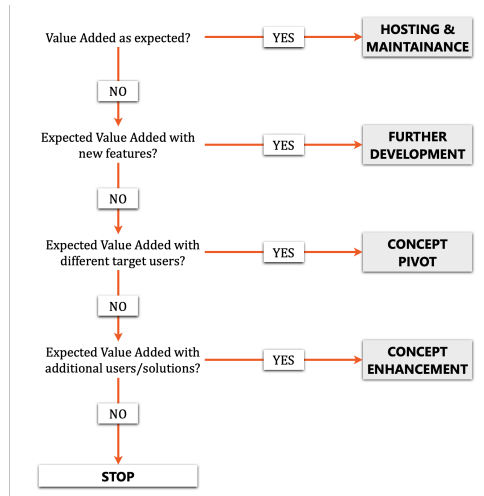 Value Added as expected?
YES
HOSTING &
MAINTAINANCE
NO
Expected Value Added with
new features?
YES
FURTHER
DEVELOPMENT
NO
Expected Value Added with
different target users?
YES
CONCEPT
PIVOT
NO
Expected Value Added with
additional users/solutions?
YES
CONCEPT
ENHANCEMENT
NO
STOP